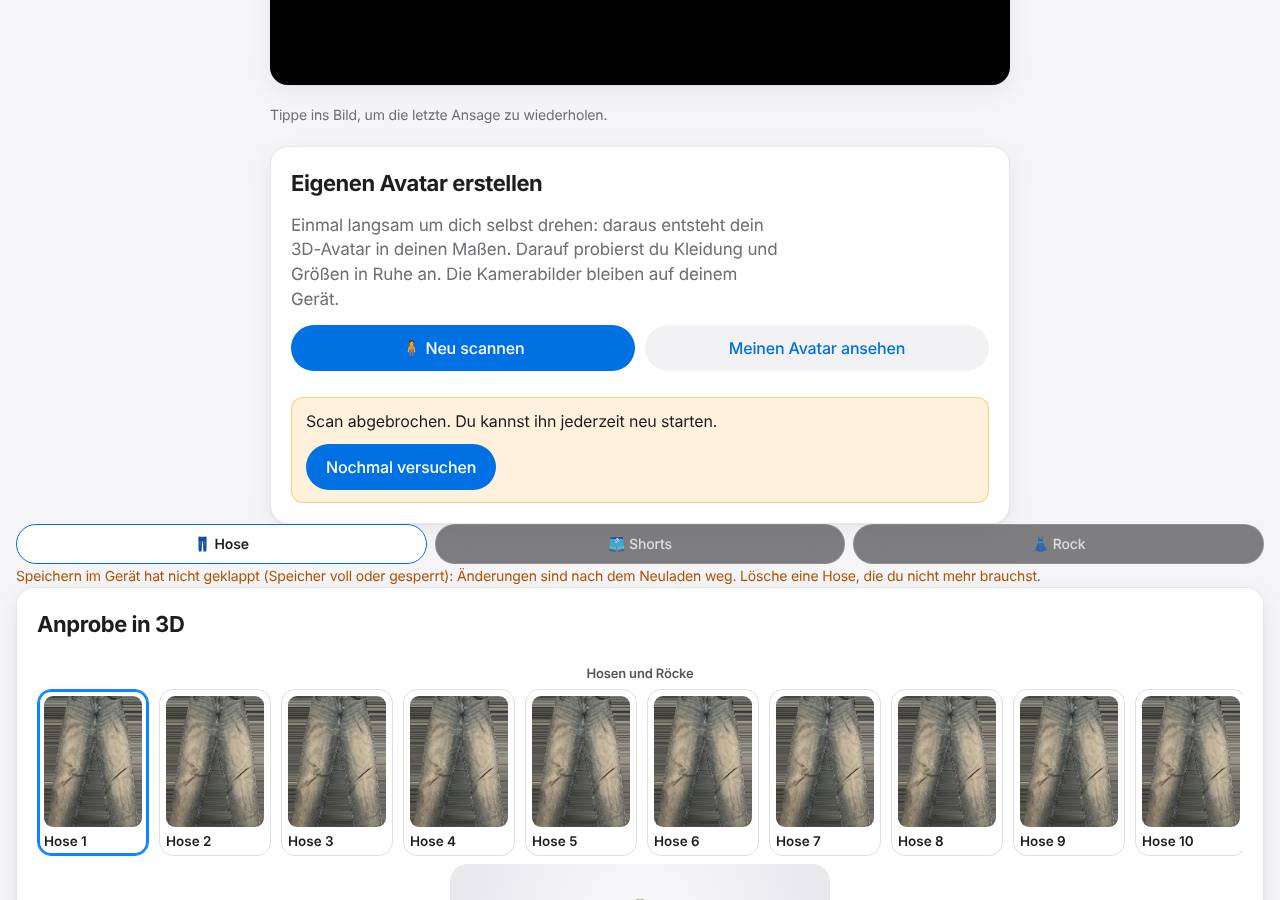 Tippe ins Bild, um die letzte Ansage zu wiederholen.
Eigenen Avatar erstellen
Einmal langsam um dich selbst drehen: daraus entsteht dein
3D-Avatar in deinen Maßen. Darauf probierst du Kleidung und
Größen in Ruhe an. Die Kamerabilder bleiben auf deinem
Gerät.
🧍 Neu scannen
Meinen Avatar ansehen
Scan abgebrochen. Du kannst ihn jederzeit neu starten.
Nochmal versuchen
👖 Hose
🩳 Shorts
👗 Rock
Speichern im Gerät hat nicht geklappt (Speicher voll oder gesperrt): Änderungen sind nach dem Neuladen weg. Lösche eine Hose, die du nicht mehr brauchst.
Anprobe in 3D
Hosen und Röcke
Hose 1
Hose 2
Hose 3
Hose 4
Hose 5
Hose 6
Hose 7
Hose 8
Hose 9
Hose 10